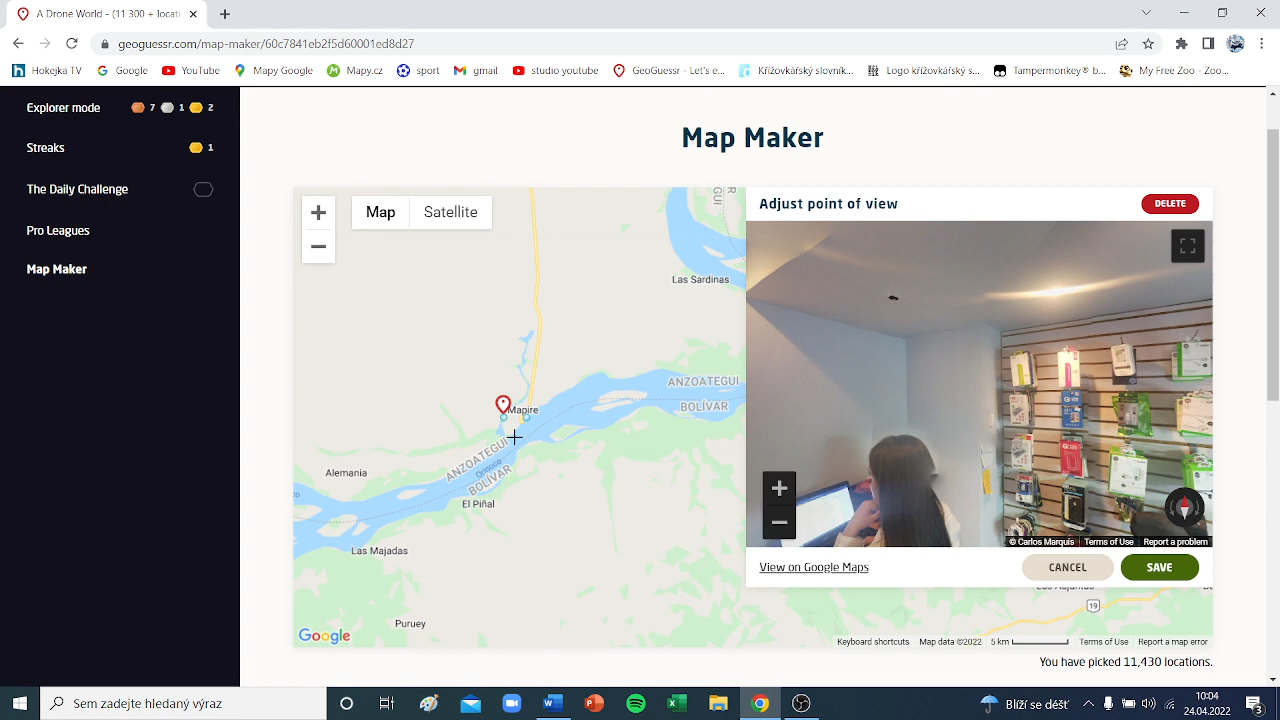 A Diverse World - (11 300 + locati
geoguessr.com/map-maker/60c7841eb2f5d60001ed8d27
Hokejka TV
Google
YouTube
Mapy Google
Mapy.cz
sport
gmail
studio youtube
GeoGuessr - Let's e...
Křížovkářský slovník...
Logo křížovkářský s...
Tampermonkey® b...
My Free Zoo - Zoo...
Explorer mode 7 1 2
Streaks 1
The Daily Challenge
Pro Leagues
Map Maker
Map Maker
Map Satellite
Adjust point of view
DELETE
GUI
R
Las Sardinas
ANZOATEGUI
BOLÍVAR
Mapire
ANZOATEGUI
Orinoco
BOLÍVAR
Alemania
co
El Piñal
Las Majadas
Puruey
© Carlos Marquis Terms of Use Report a problem
View on Google Maps
CANCEL
SAVE
19
Google
Keyboard shortcuts Map data ©2022 5 km Terms of Use Report a map error
You have picked 11,430 locations.
Sem zadejte hledaný výraz
Blíží se déšť
10:04
24.04.2022